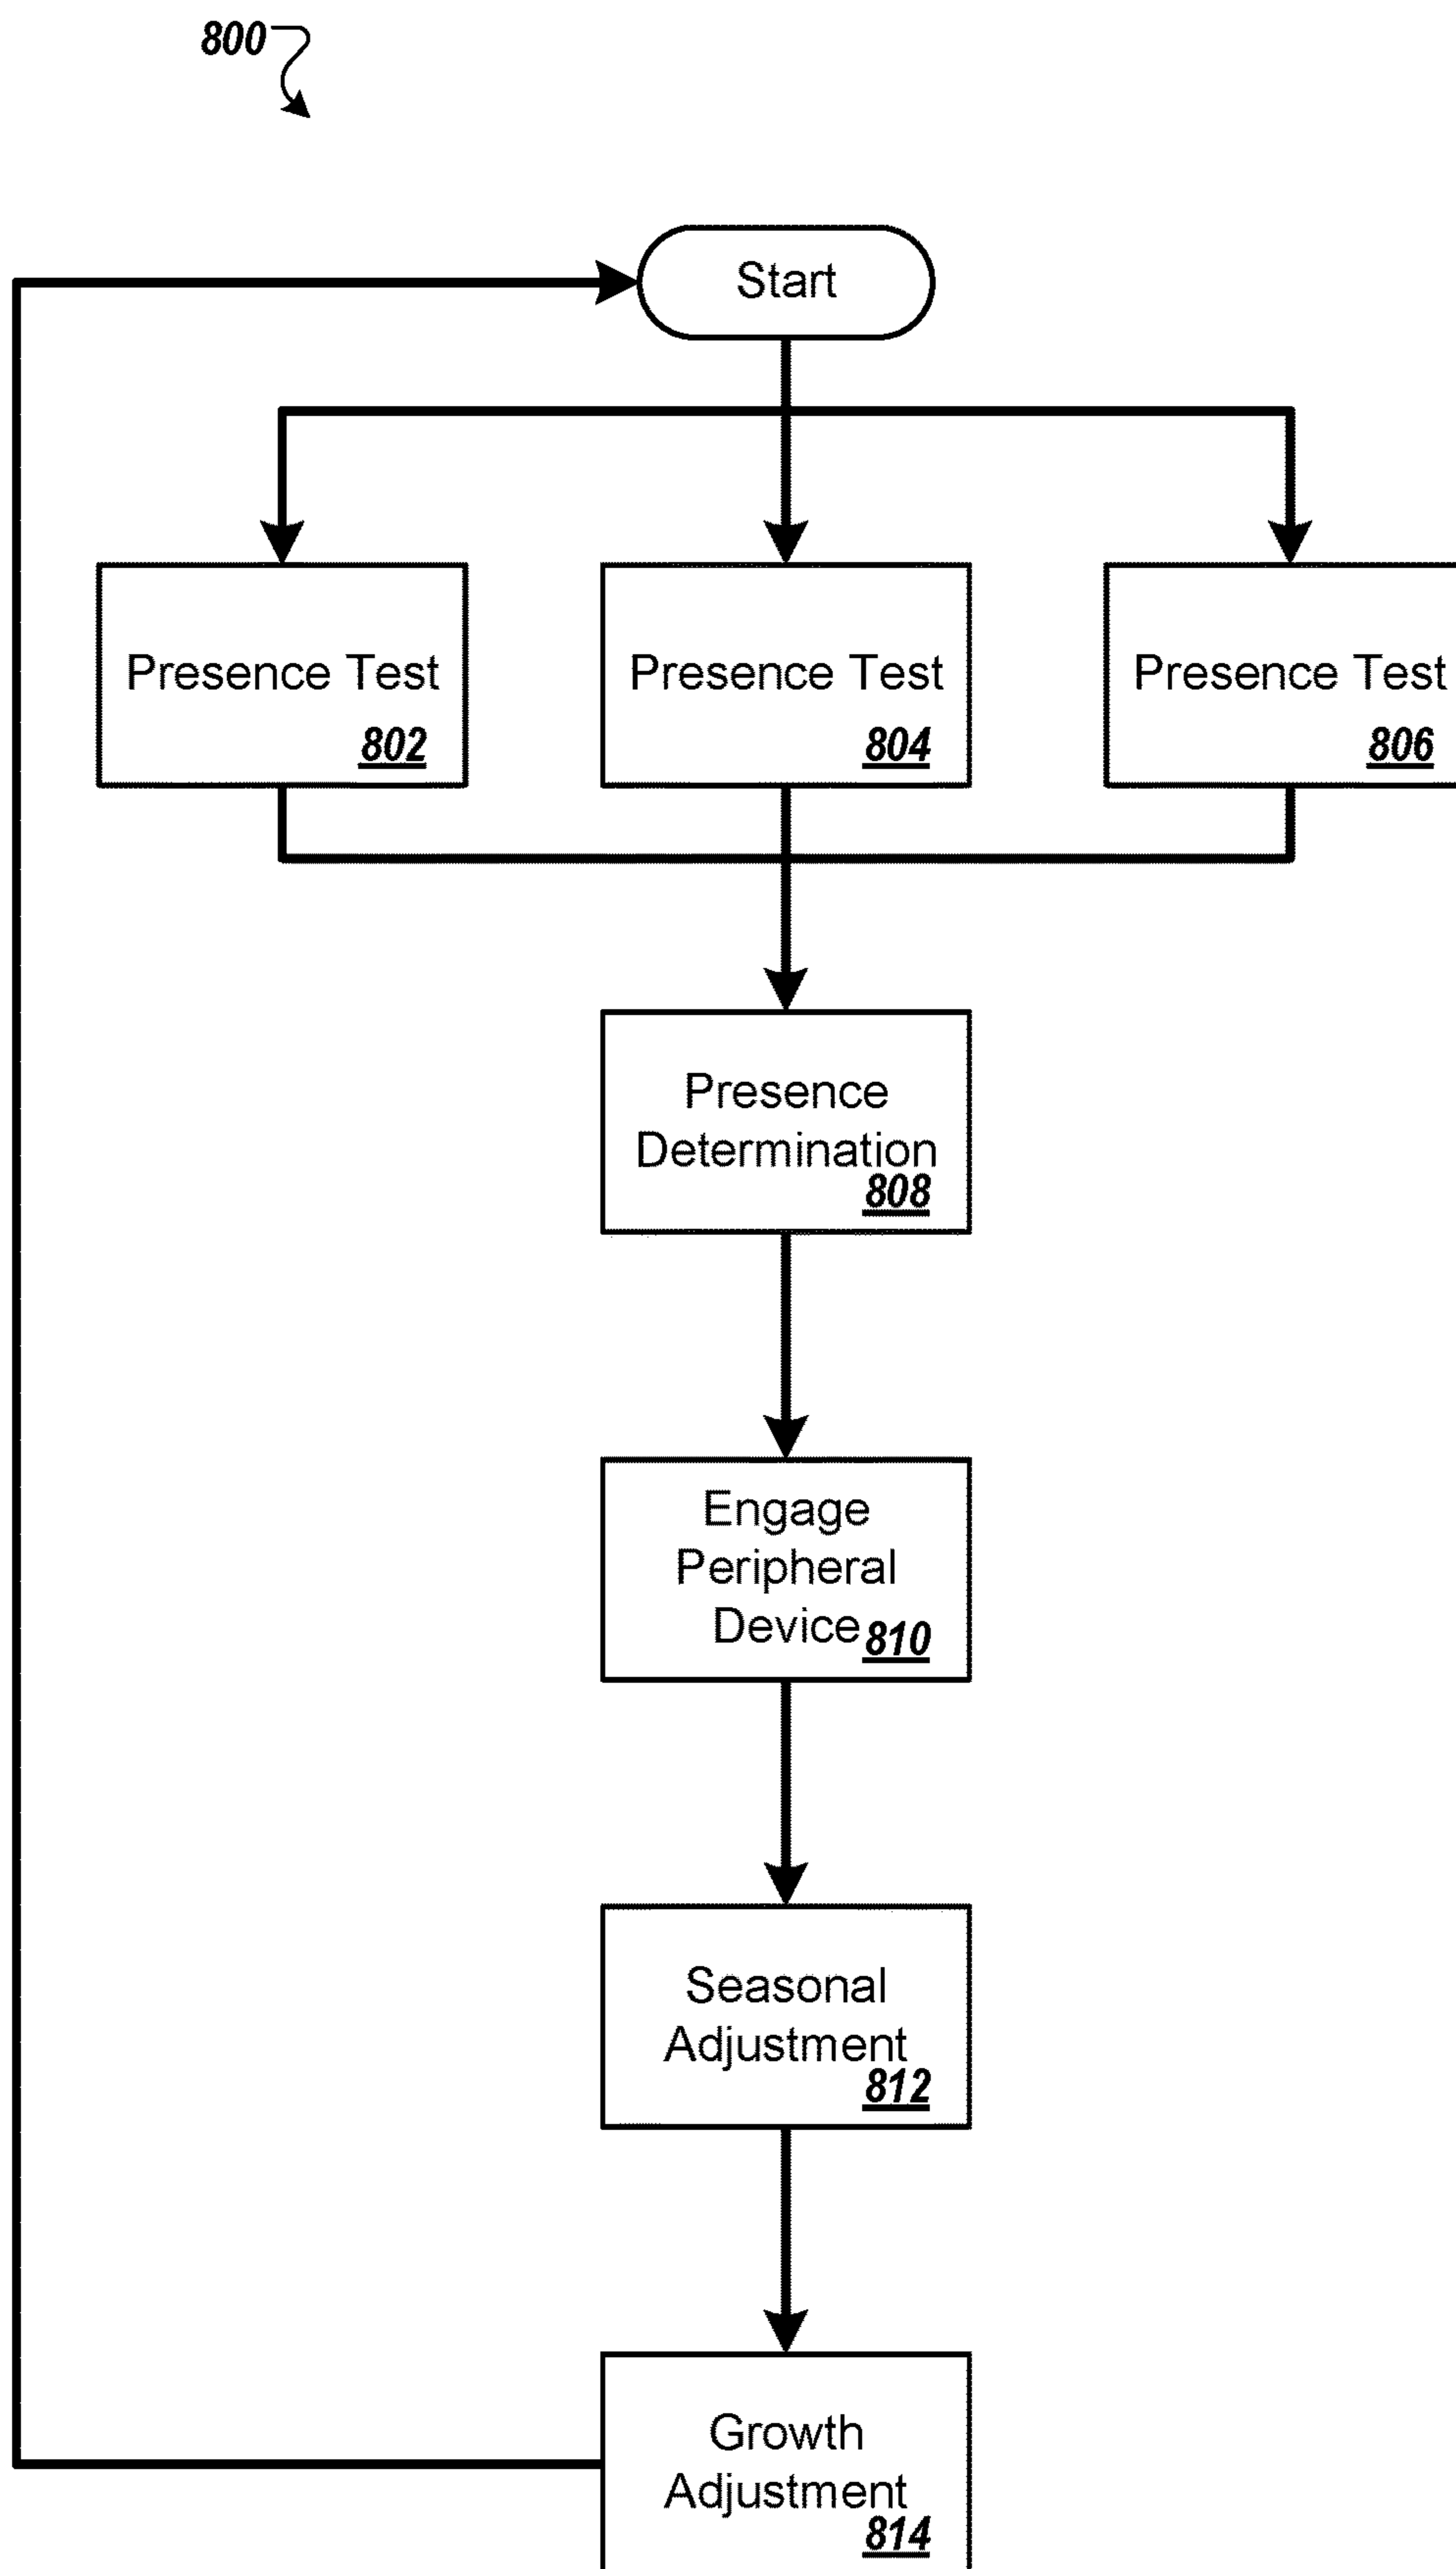 800
Start
Presence Test
802
Presence Test
804
Presence Test
806
Presence
Determination
808
Engage
Peripheral
Device
810
Seasonal
Adjustment
812
Growth
Adjustment
814